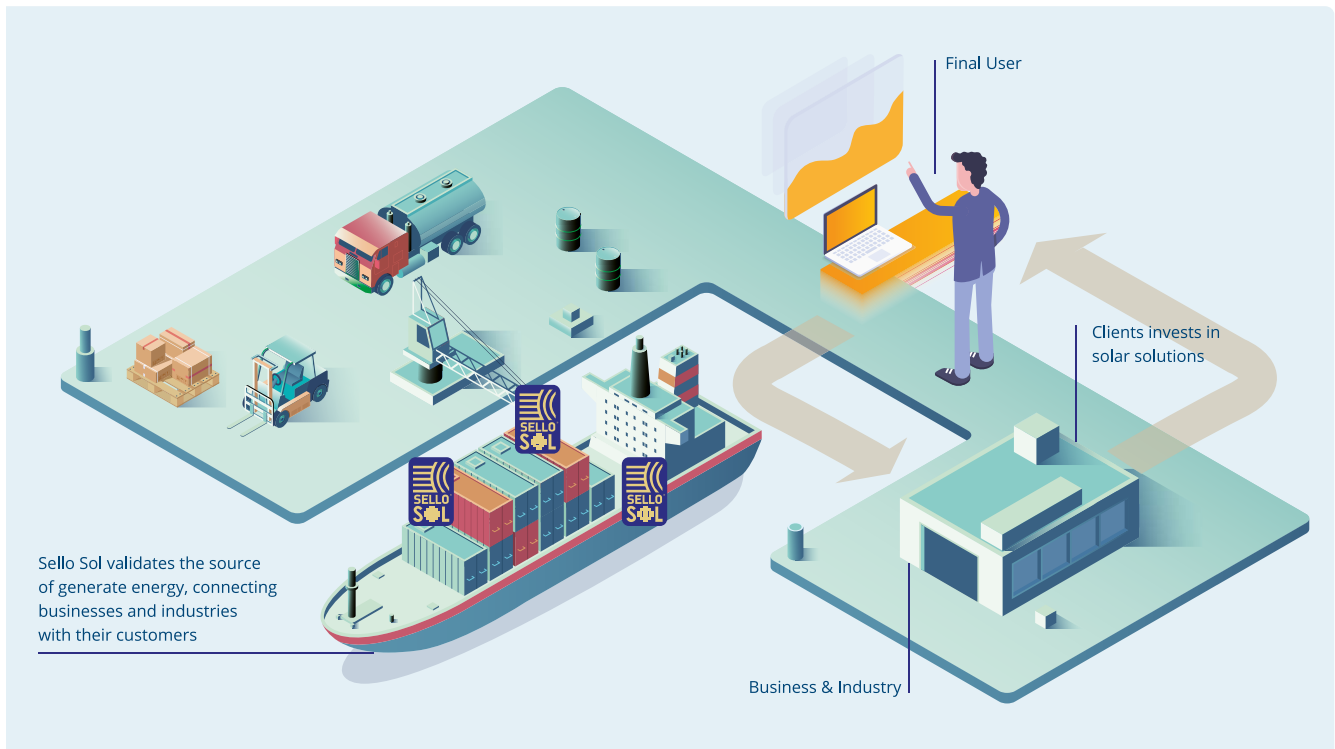 Final User
Clients invests in
solar solutions
SELLO
SOL
SELLO
SOL
SELLO
SOL
Sello Sol validates the source
of generate energy, connecting
businesses and industries
with their customers
Business & Industry